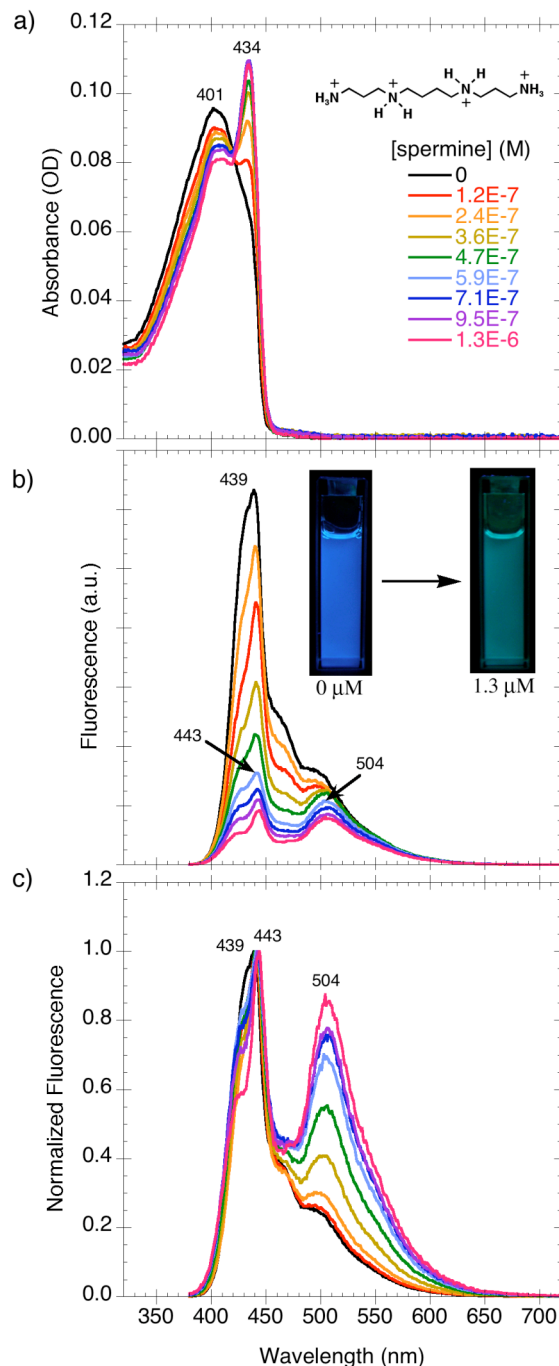 a)
0.12
0.10
0.08
0.06
0.04
0.02
0.00
Absorbance (OD)
401
434
H H
+ + + +
H₃N N N NH₃
H H
[spermine] (M)
0
1.2E-7
2.4E-7
3.6E-7
4.7E-7
5.9E-7
7.1E-7
9.5E-7
1.3E-6
b)
Fluorescence (a.u.)
439
443
504
0 µM
1.3 µM
c)
1.2
1.0
0.8
0.6
0.4
0.2
0.0
Normalized Fluorescence
439
443
504
350 400 450 500 550 600 650 700
Wavelength (nm)